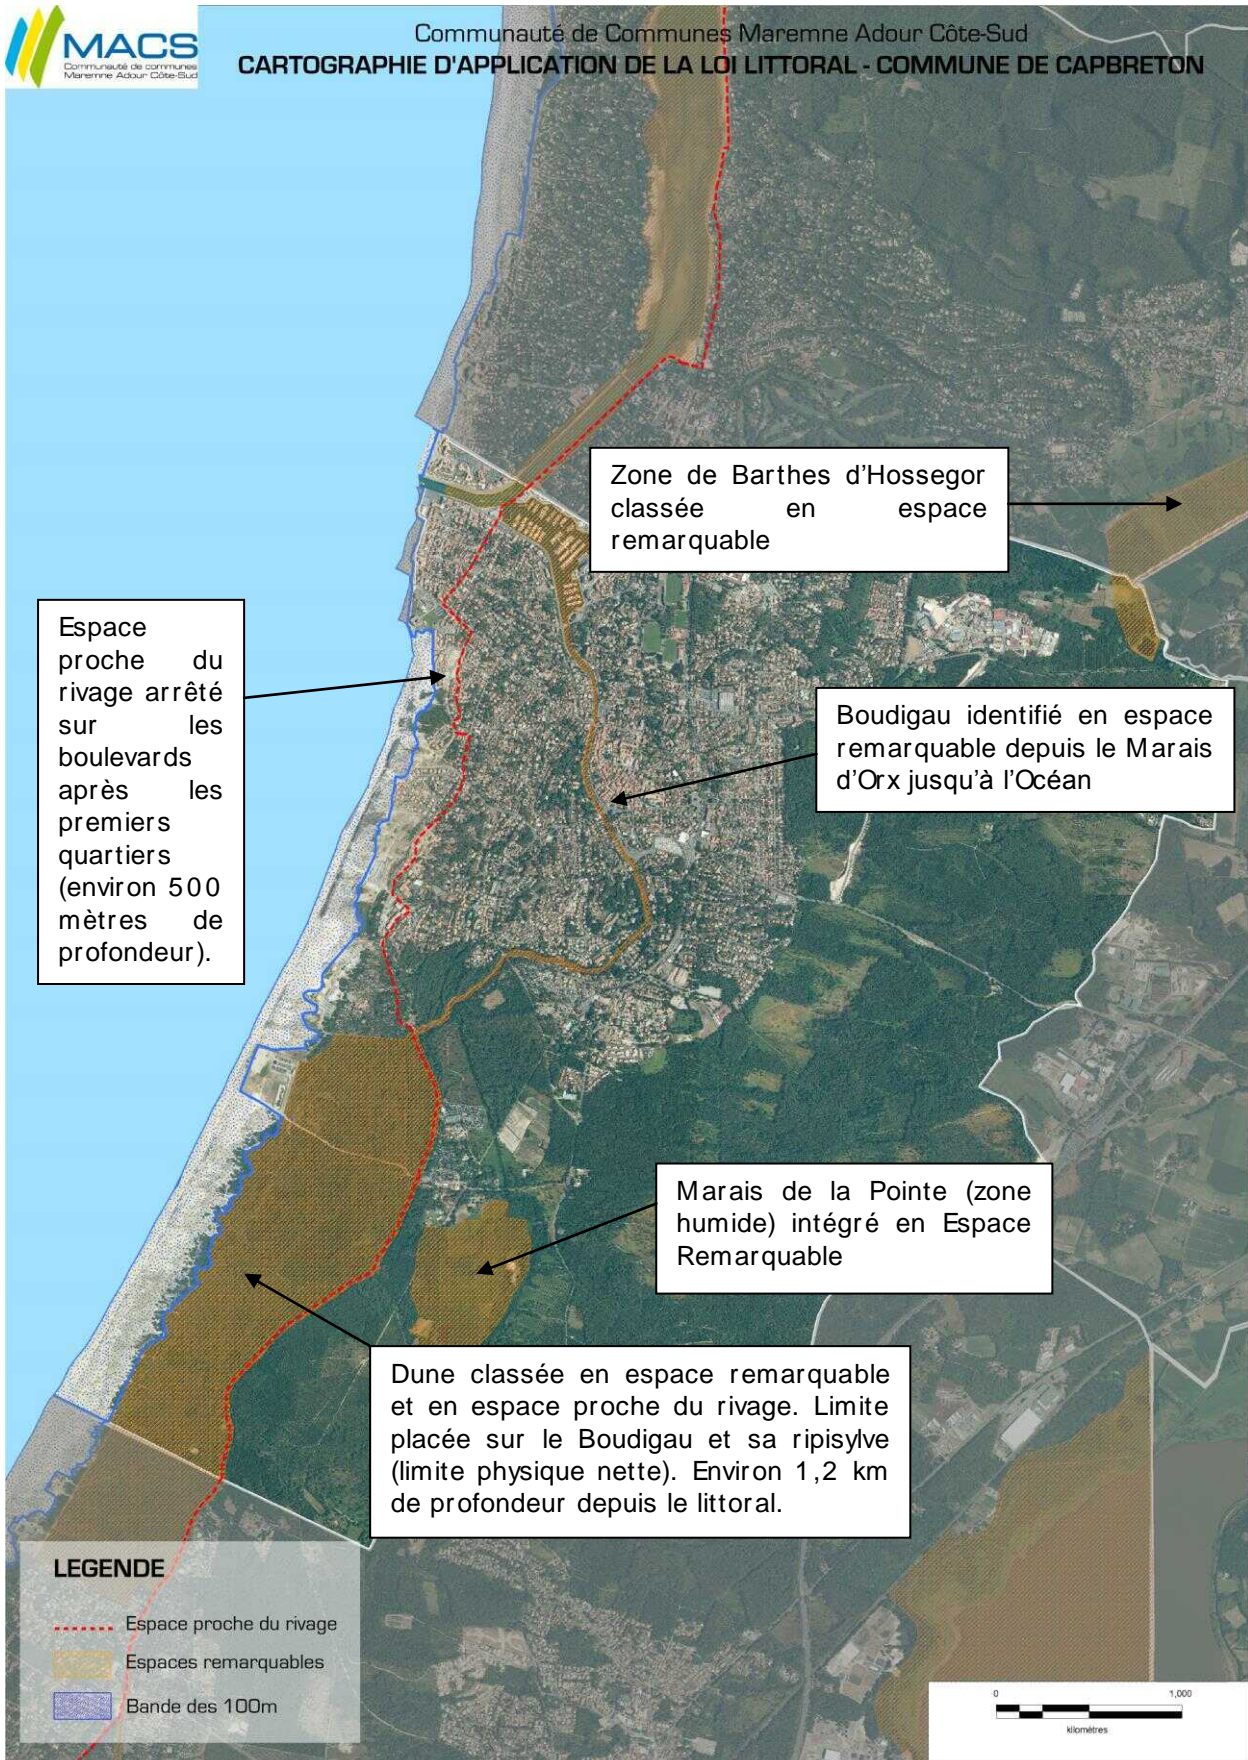 MACS
Communauté de communes
Maremne Adour Côte-Sud
Communauté de Communes Maremne Adour Côte-Sud
CARTOGRAPHIE D'APPLICATION DE LA LOI LITTORAL - COMMUNE DE CAPBRETON
Zone de Barthes d'Hossegor
classée en espace
remarquable
Espace
proche du
rivage arrêté
sur les
boulevards
après les
premiers
quartiers
(environ 500
mètres de
profondeur).
Boudigau identifié en espace
remarquable depuis le Marais
d'Orx jusqu'à l'Océan
Marais de la Pointe (zone
humide) intégré en Espace
Remarquable
Dune classée en espace remarquable
et en espace proche du rivage. Limite
placée sur le Boudigau et sa ripisylve
(limite physique nette). Environ 1,2 km
de profondeur depuis le littoral.
LEGENDE
Espace proche du rivage
Espaces remarquables
Bande des 100m
0 1,000
kilomètres